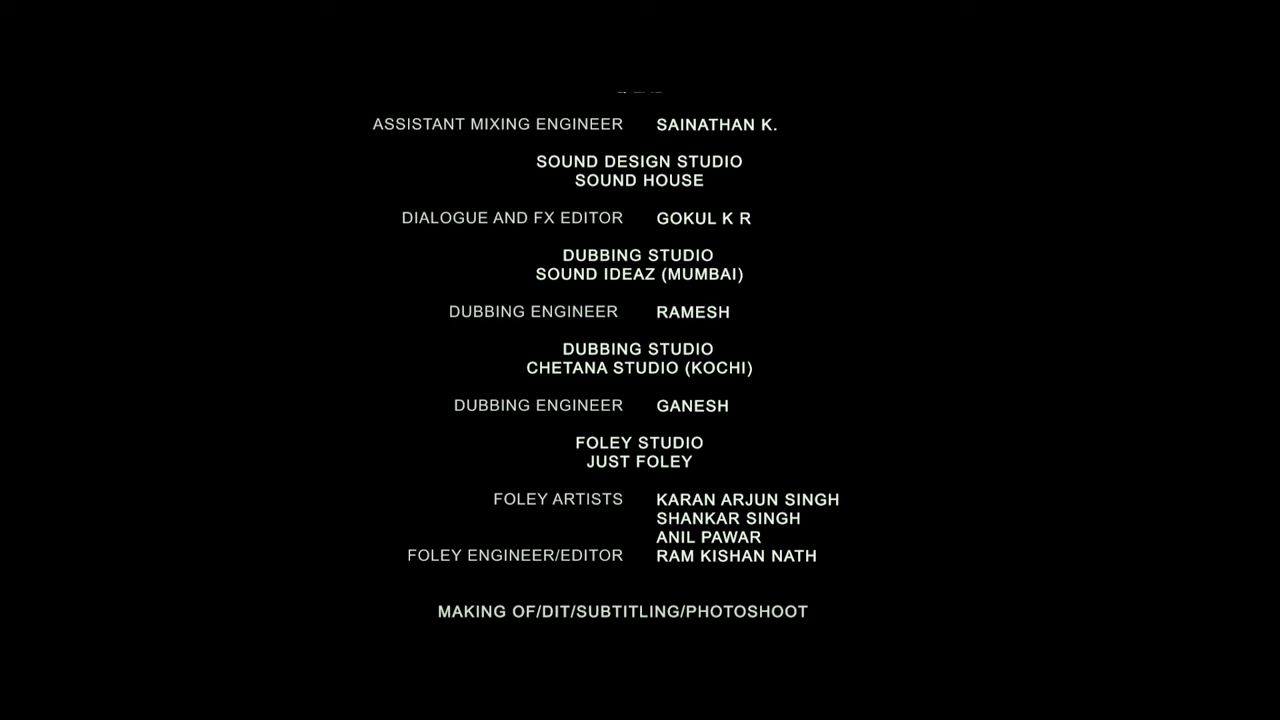 ASSISTANT MIXING ENGINEER SAINATHAN K.
SOUND DESIGN STUDIO
SOUND HOUSE
DIALOGUE AND FX EDITOR GOKUL K R
DUBBING STUDIO
SOUND IDEAZ (MUMBAI)
DUBBING ENGINEER RAMESH
DUBBING STUDIO
CHETANA STUDIO (KOCHI)
DUBBING ENGINEER GANESH
FOLEY STUDIO
JUST FOLEY
FOLEY ARTISTS KARAN ARJUN SINGH
SHANKAR SINGH
ANIL PAWAR
FOLEY ENGINEER/EDITOR RAM KISHAN NATH
MAKING OF/DIT/SUBTITLING/PHOTOSHOOT